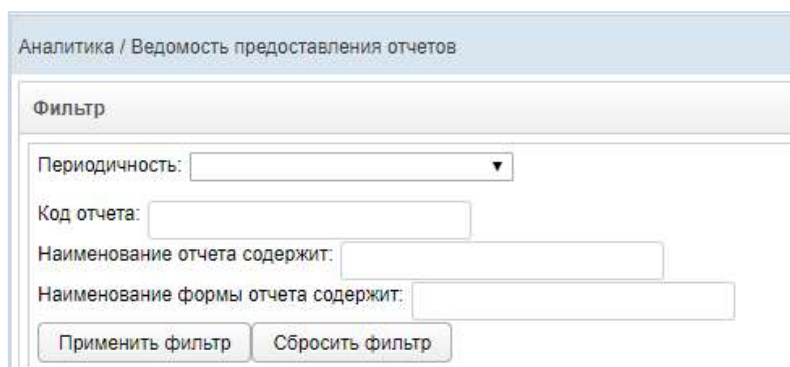 Аналитика / Ведомость предоставления отчетов
Фильтр
Периодичность:
Код отчета:
Наименование отчета содержит:
Наименование формы отчета содержит:
Применить фильтр Сбросить фильтр